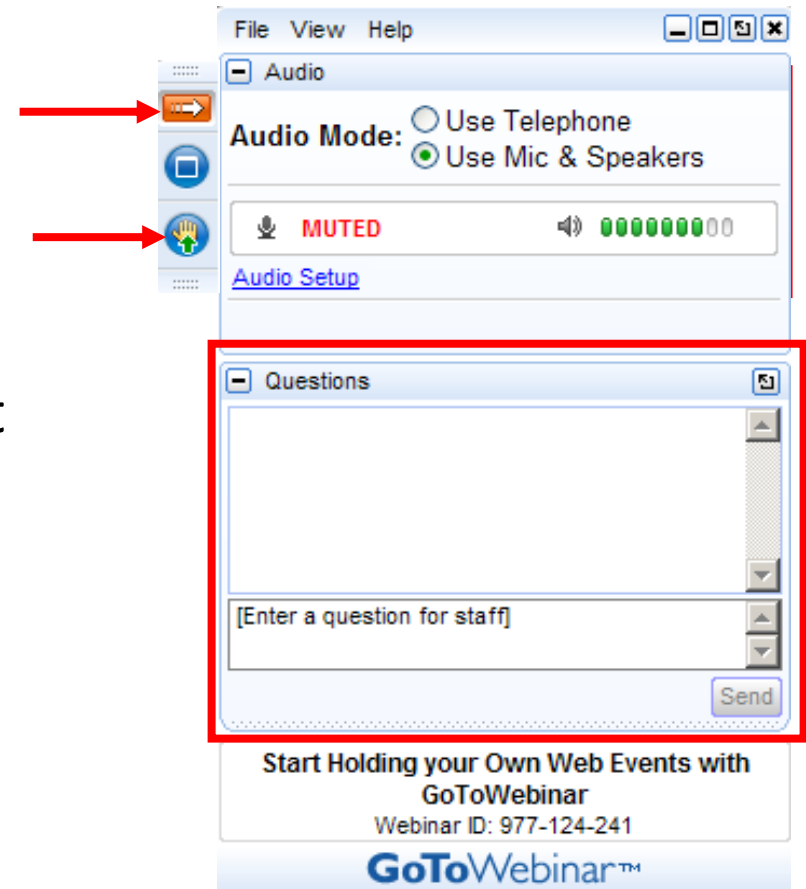 File View Help
Audio
Audio Mode: Use Telephone
Use Mic & Speakers
MUTED
Audio Setup
Questions
t
[Enter a question for staff]
Send
Start Holding your Own Web Events with
GoToWebinar
Webinar ID: 977-124-241
GoToWebinar™